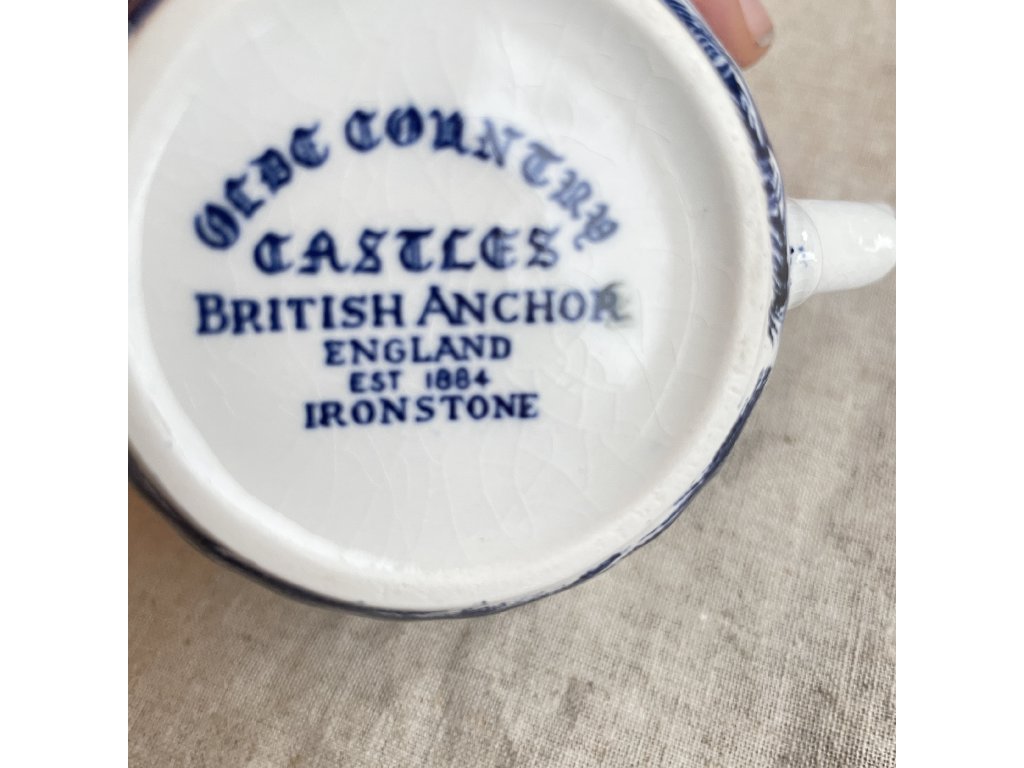 OLDE COUNTRY
CASTLES
BRITISH ANCHOR
ENGLAND
EST 1884
IRONSTONE